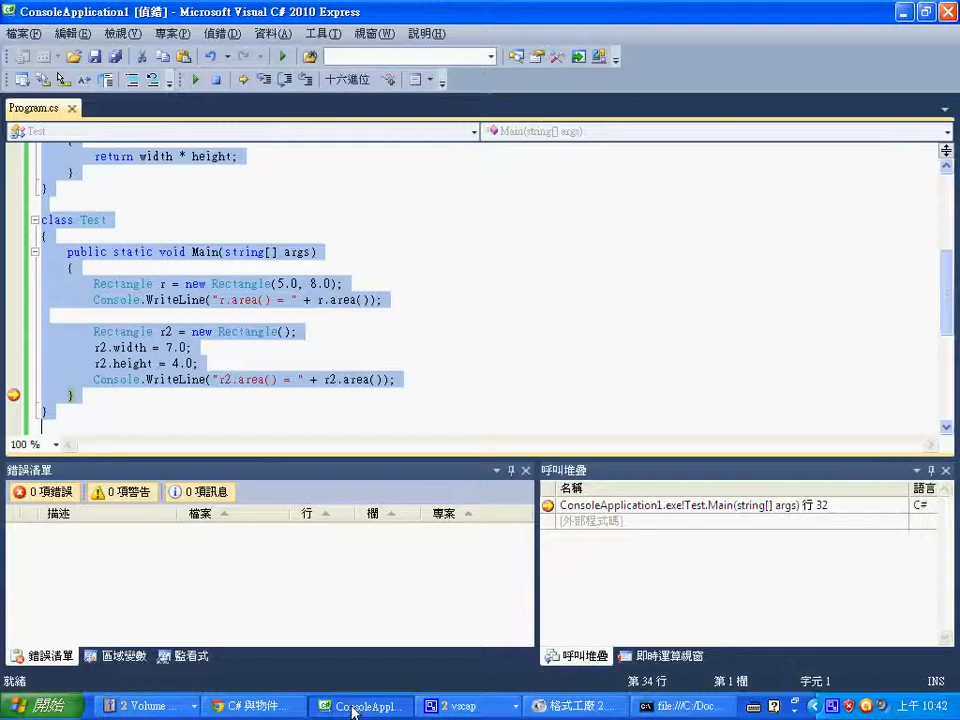 ConsoleApplication1 [偵錯] - Microsoft Visual C# 2010 Express
檔案(F) 編輯(E) 檢視(V) 專案(P) 偵錯(D) 資料(A) 工具(T) 視窗(W) 說明(H)
十六進位
Program.cs
Test Main(string[] args)
{
return width * height;
}
}
class Test
{
public static void Main(string[] args)
{
Rectangle r = new Rectangle(5.0, 8.0);
Console.WriteLine("r.area() = " + r.area());
Rectangle r2 = new Rectangle();
r2.width = 7.0;
r2.height = 4.0;
Console.WriteLine("r2.area() = " + r2.area());
}
}
100 %
錯誤清單 呼叫堆疊
0 項錯誤 0 項警告 0 項訊息 名稱 語言
描述 檔案 行 欄 專案 ConsoleApplication1.exe!Test.Main(string[] args) 行 32 C#
[外部程式碼]
錯誤清單 區域變數 監看式 呼叫堆疊 即時運算視窗
就緒 第 34 行 第 1 欄 字元 1 INS
開始 2 Volume ... C# 與物件... ConsoleAppl... 2 vscap 格式工廠 2... file:///C:/Doc... 上午 10:42